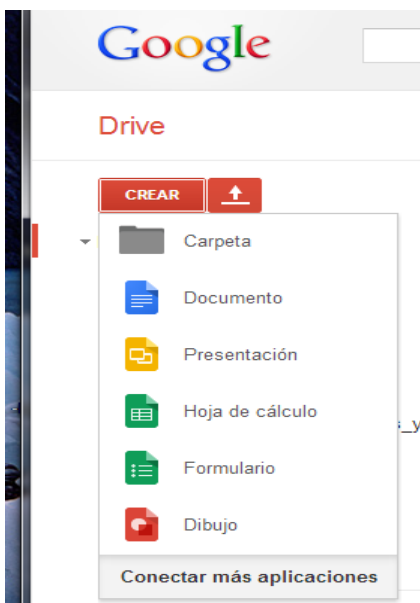 Google
Drive
CREAR
Carpeta
Documento
Presentación
Hoja de cálculo
Formulario
Dibujo
Conectar más aplicaciones